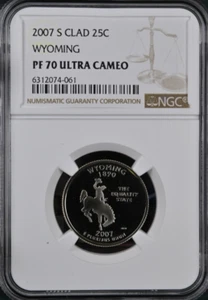 2007 S CLAD 25C
WYOMING
PF 70 ULTRA CAMEO
6312074-061
NUMISMATIC GUARANTY CORPORATION
NGC
WYOMING
1890
THE
EQUALITY
STATE
2007
E PLURIBUS UNUM